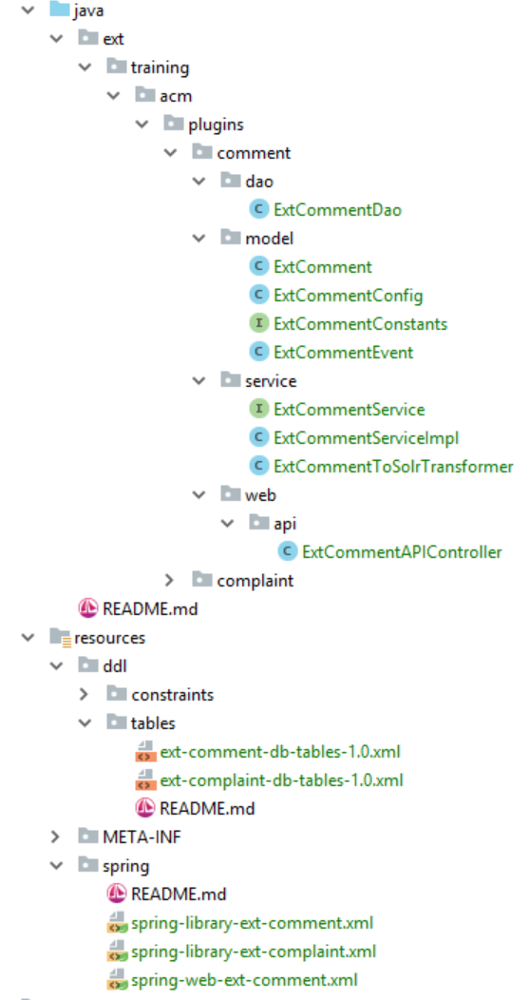 java
ext
training
acm
plugins
comment
dao
C ExtCommentDao
model
C ExtComment
C ExtCommentConfig
I ExtCommentConstants
C ExtCommentEvent
service
I ExtCommentService
C ExtCommentServiceImpl
C ExtCommentToSolrTransformer
web
api
C ExtCommentAPIController
complaint
README.md
resources
ddl
constraints
tables
ext-comment-db-tables-1.0.xml
ext-complaint-db-tables-1.0.xml
README.md
META-INF
spring
README.md
spring-library-ext-comment.xml
spring-library-ext-complaint.xml
spring-web-ext-comment.xml